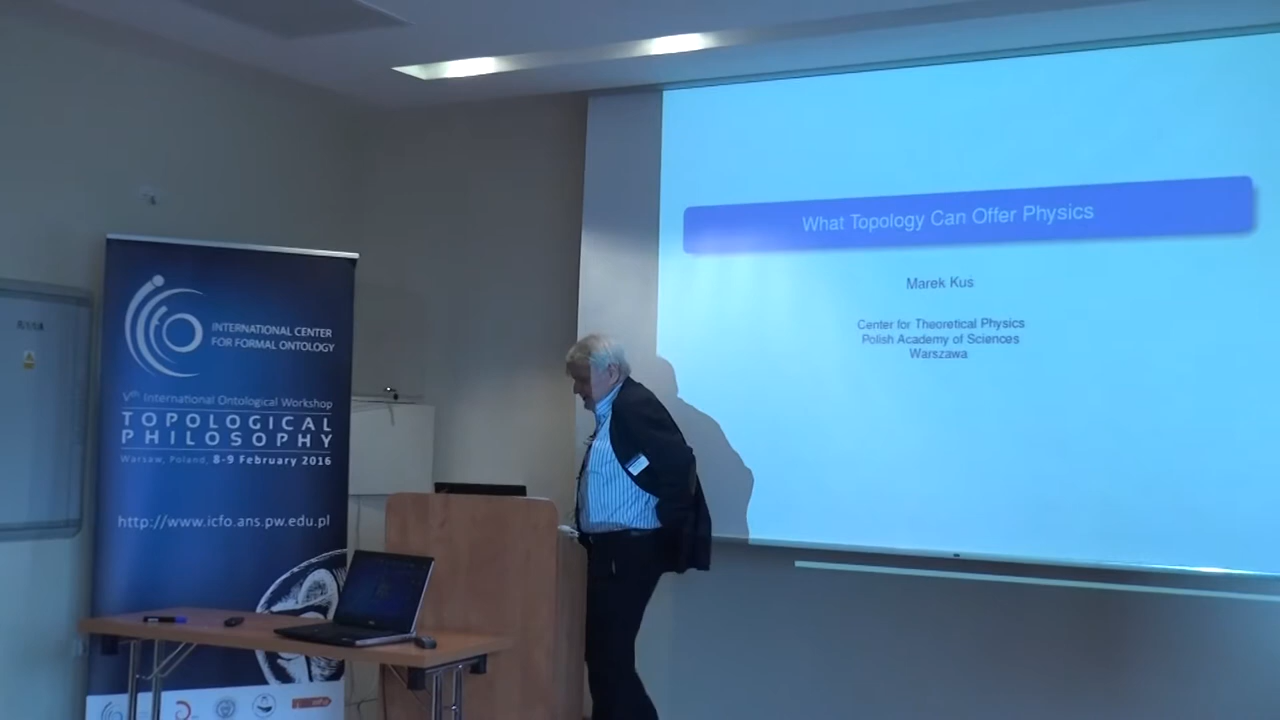 INTERNATIONAL CENTER
FOR FORMAL ONTOLOGY
Vth International Ontological Workshop
TOPOLOGICAL
PHILOSOPHY
Warsaw, Poland, 8-9 February 2016
http://www.icfo.ans.pw.edu.pl
What Topology Can Offer Physics
Marek Kuś
Center for Theoretical Physics
Polish Academy of Sciences
Warszawa